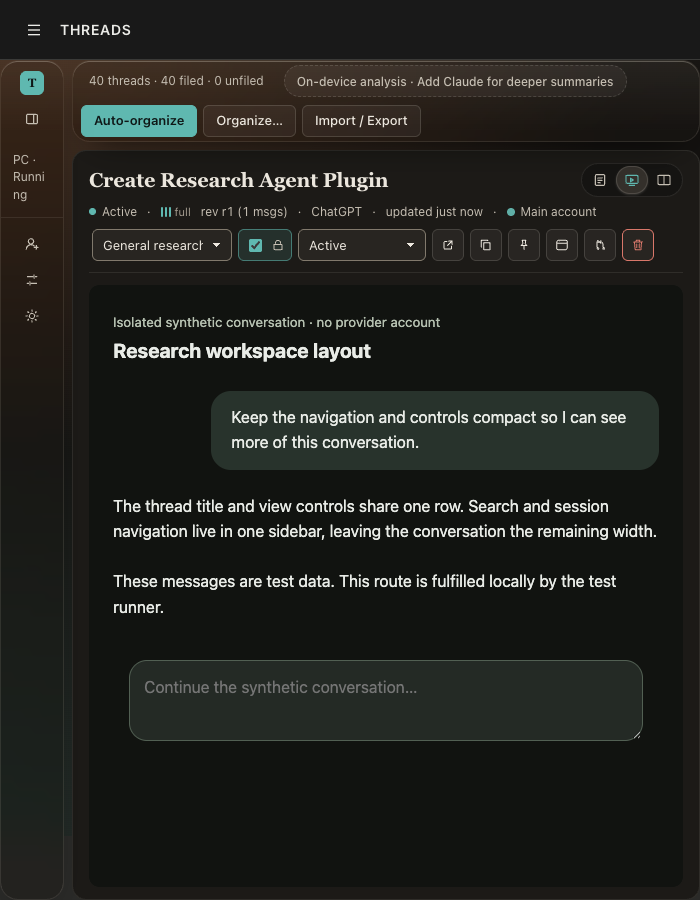 THREADS
T
PC ·
Runni
ng
40 threads · 40 filed · 0 unfiled
On-device analysis · Add Claude for deeper summaries
Auto-organize
Organize...
Import / Export
Create Research Agent Plugin
Active · full rev r1 (1 msgs) · ChatGPT · updated just now · Main account
General research
Active
Isolated synthetic conversation · no provider account
Research workspace layout
Keep the navigation and controls compact so I can see
more of this conversation.
The thread title and view controls share one row. Search and session
navigation live in one sidebar, leaving the conversation the remaining width.
These messages are test data. This route is fulfilled locally by the test
runner.
Continue the synthetic conversation...